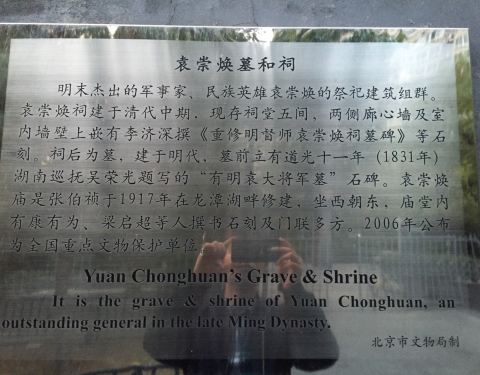 袁崇焕墓和祠
明末杰出的军事家、民族英雄袁崇焕的祭祀建筑组群。
袁崇焕祠建于清代中期，现存祠堂五间，两侧廊心墙及室
内墙壁上嵌有李济深撰《重修明督师袁崇焕祠墓碑》等石
刻。祠后为墓，建于明代，墓前立有道光十一年（1831年）
湖南巡抚吴荣光题写的“有明袁大将军墓”石碑。袁崇焕
庙是张伯桢于1917年在龙潭湖畔修建，坐西朝东，庙堂内
有康有为、梁启超等人撰书石刻及门联多方。2006年公布
为全国重点文物保护单位。
Yuan Chonghuan's Grave & Shrine
It is the grave & shrine of Yuan Chonghuan, an
outstanding general in the late Ming Dynasty.
北京市文物局制